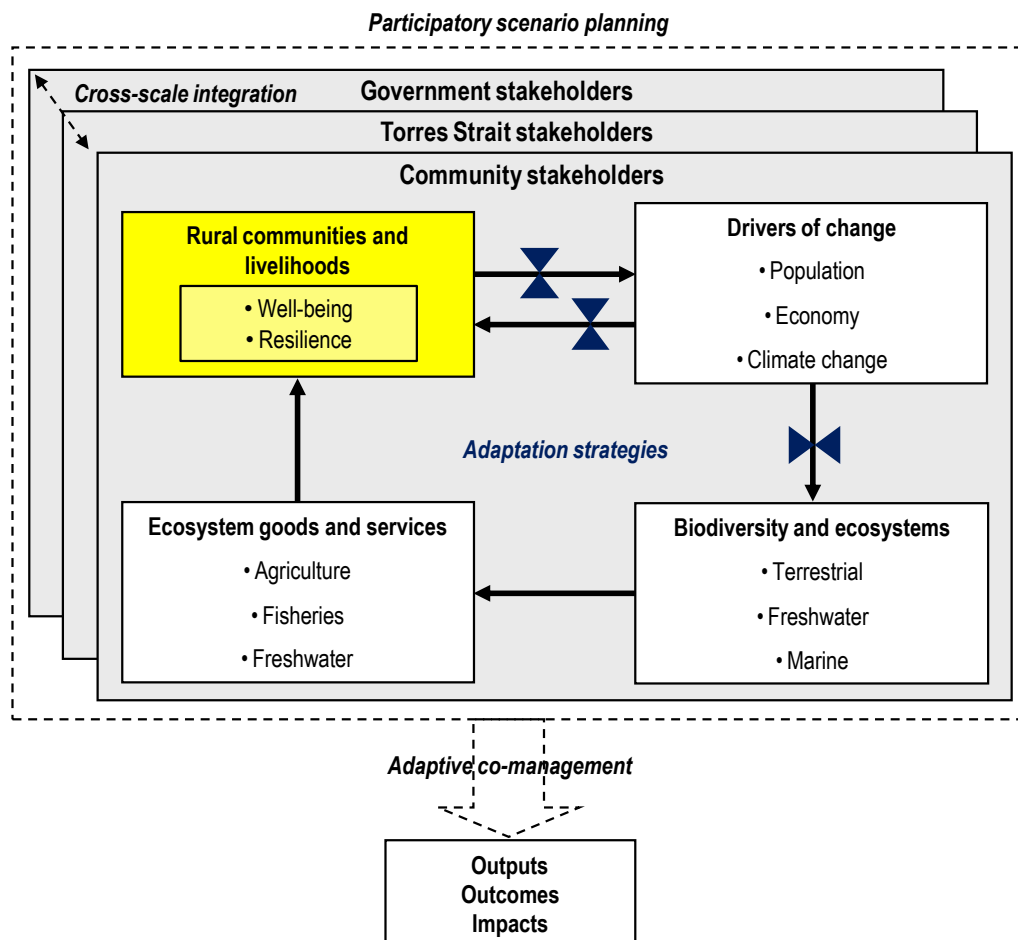 Participatory scenario planning
Cross-scale integration
Government stakeholders
Torres Strait stakeholders
Community stakeholders
Rural communities and
livelihoods
• Well-being
• Resilience
Drivers of change
• Population
• Economy
• Climate change
Adaptation strategies
Ecosystem goods and services
• Agriculture
• Fisheries
• Freshwater
Biodiversity and ecosystems
• Terrestrial
• Freshwater
• Marine
Adaptive co-management
Outputs
Outcomes
Impacts